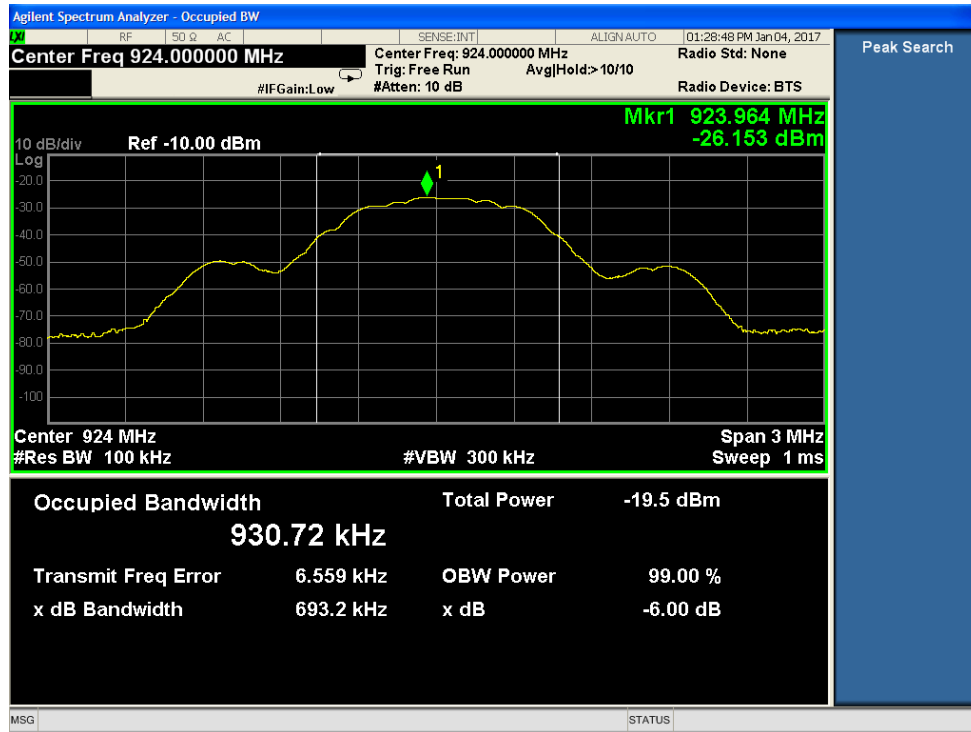 Agilent Spectrum Analyzer - Occupied BW
LXI RF 50 Ω AC SENSE:INT ALIGN AUTO 01:28:48 PM Jan 04, 2017
Center Freq 924.000000 MHz
Center Freq: 924.000000 MHz
Radio Std: None
Trig: Free Run Avg|Hold:>10/10
#IFGain:Low
#Atten: 10 dB
Radio Device: BTS
Peak Search
Mkr1 923.964 MHz
-26.153 dBm
10 dB/div Ref -10.00 dBm
Log
1
-20.0
-30.0
-40.0
-50.0
-60.0
-70.0
-80.0
-90.0
-100
Center 924 MHz Span 3 MHz
#Res BW 100 kHz #VBW 300 kHz Sweep 1 ms
Occupied Bandwidth Total Power -19.5 dBm
930.72 kHz
Transmit Freq Error 6.559 kHz OBW Power 99.00 %
x dB Bandwidth 693.2 kHz x dB -6.00 dB
MSG STATUS